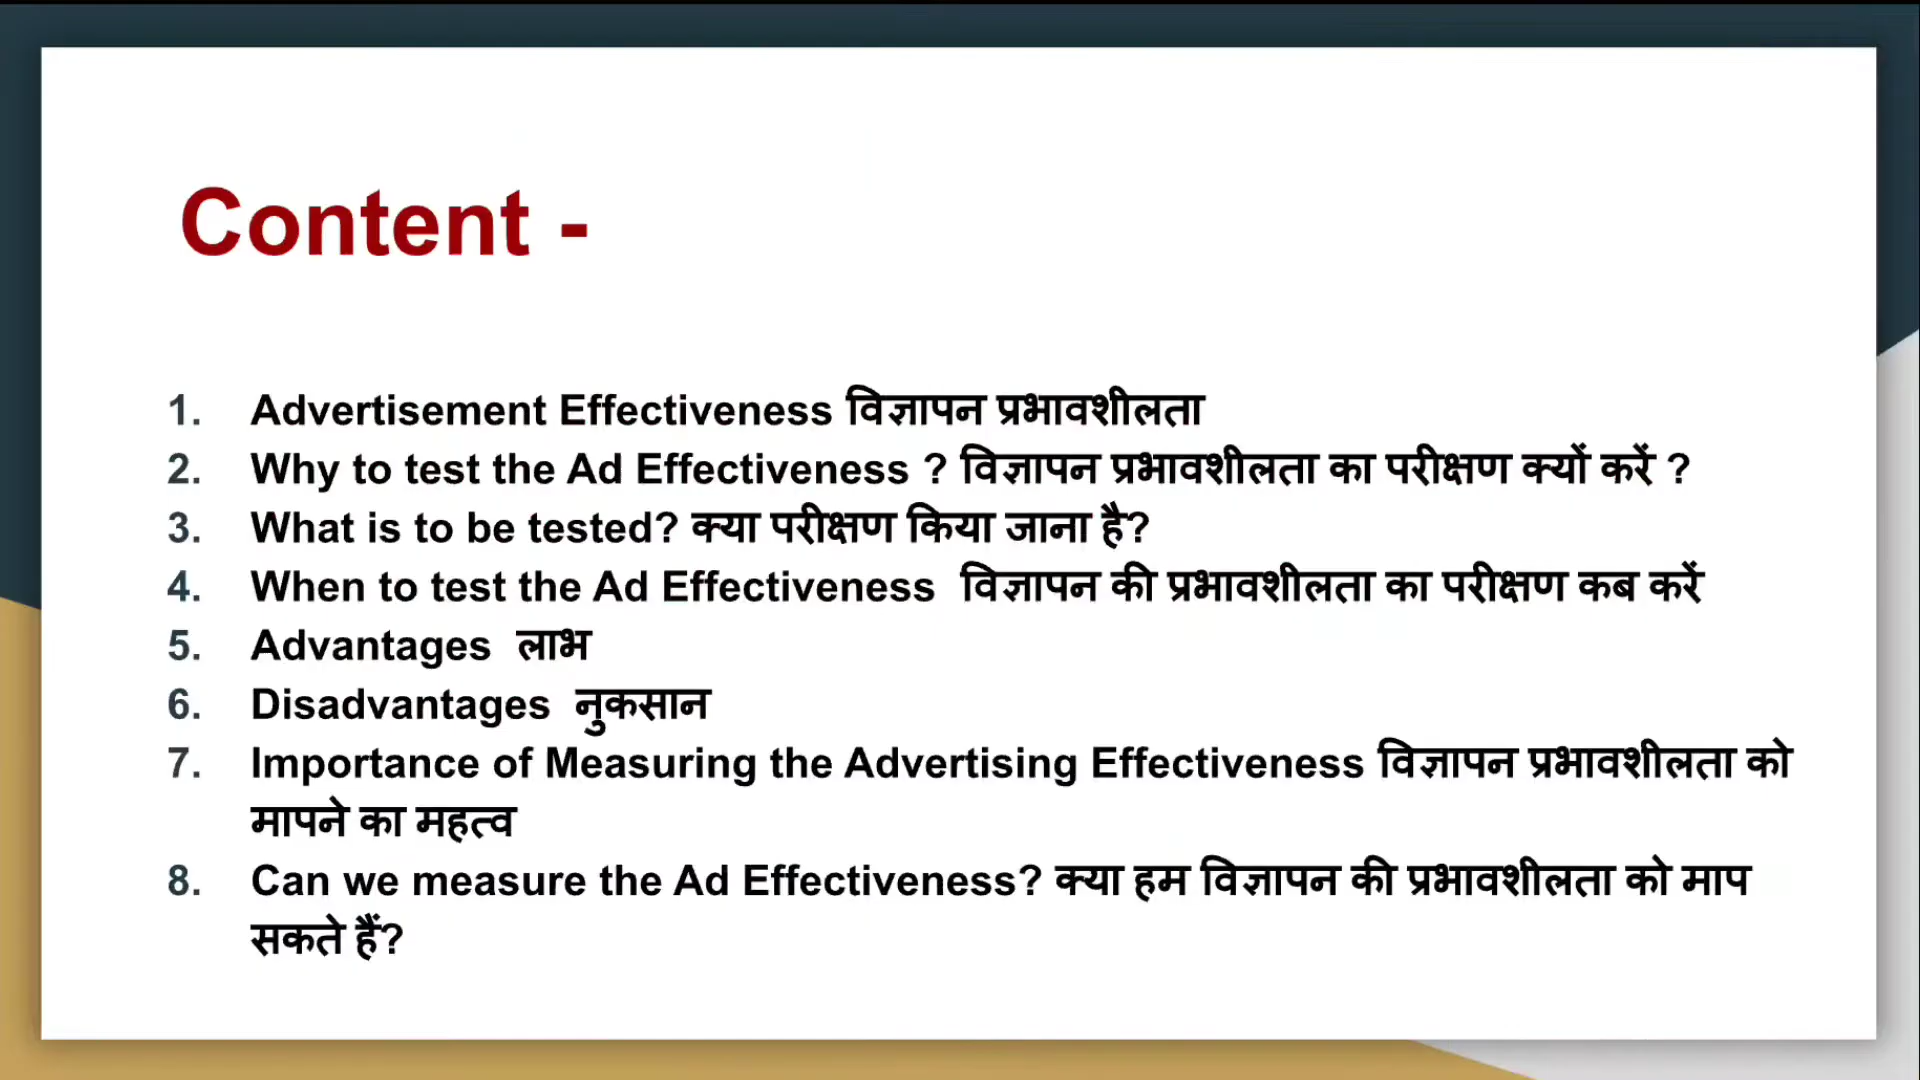 Content -
1. Advertisement Effectiveness विज्ञापन प्रभावशीलता
2. Why to test the Ad Effectiveness ? विज्ञापन प्रभावशीलता का परीक्षण क्यों करें ?
3. What is to be tested? क्या परीक्षण किया जाना है?
4. When to test the Ad Effectiveness विज्ञापन की प्रभावशीलता का परीक्षण कब करें
5. Advantages लाभ
6. Disadvantages नुकसान
7. Importance of Measuring the Advertising Effectiveness विज्ञापन प्रभावशीलता को
मापने का महत्व
8. Can we measure the Ad Effectiveness? क्या हम विज्ञापन की प्रभावशीलता को माप
सकते हैं?